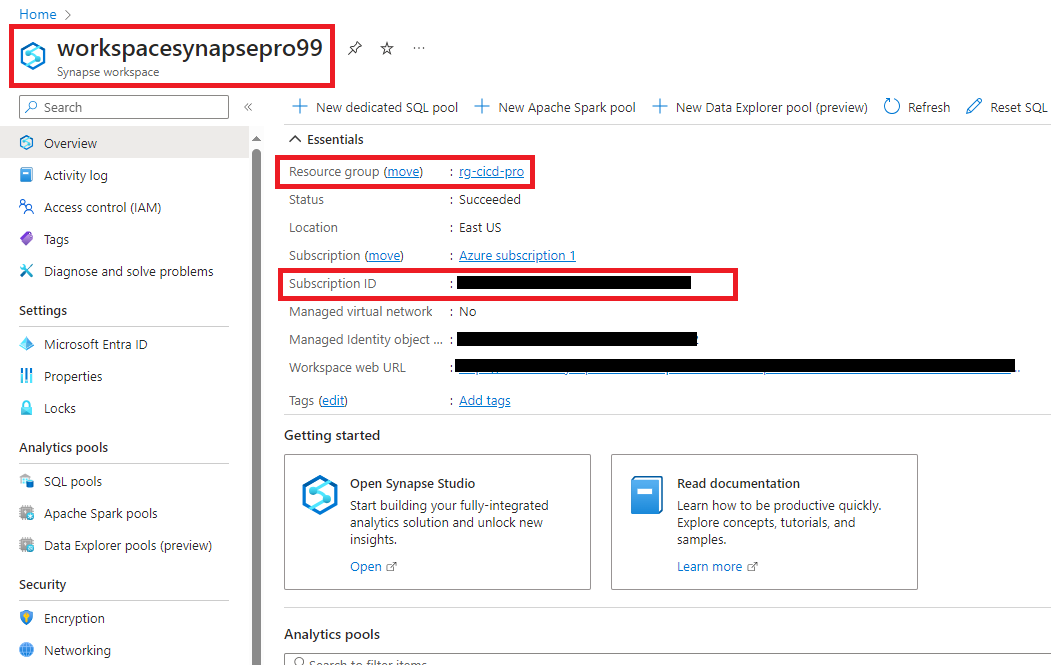 Home
workspacesynapsepro99
Synapse workspace
Search
New dedicated SQL pool
New Apache Spark pool
New Data Explorer pool (preview)
Refresh
Reset SQL
Overview
Activity log
Access control (IAM)
Tags
Diagnose and solve problems
Settings
Microsoft Entra ID
Properties
Locks
Analytics pools
SQL pools
Apache Spark pools
Data Explorer pools (preview)
Security
Encryption
Networking
Essentials
Resource group (move) : rg-cicd-pro
Status : Succeeded
Location : East US
Subscription (move) : Azure subscription 1
Subscription ID :
Managed virtual network : No
Managed Identity object ... :
Workspace web URL :
Tags (edit) : Add tags
Getting started
Open Synapse Studio
Start building your fully-integrated
analytics solution and unlock new
insights.
Open
Read documentation
Learn how to be productive quickly.
Explore concepts, tutorials, and
samples.
Learn more
Analytics pools
Search to filter items...